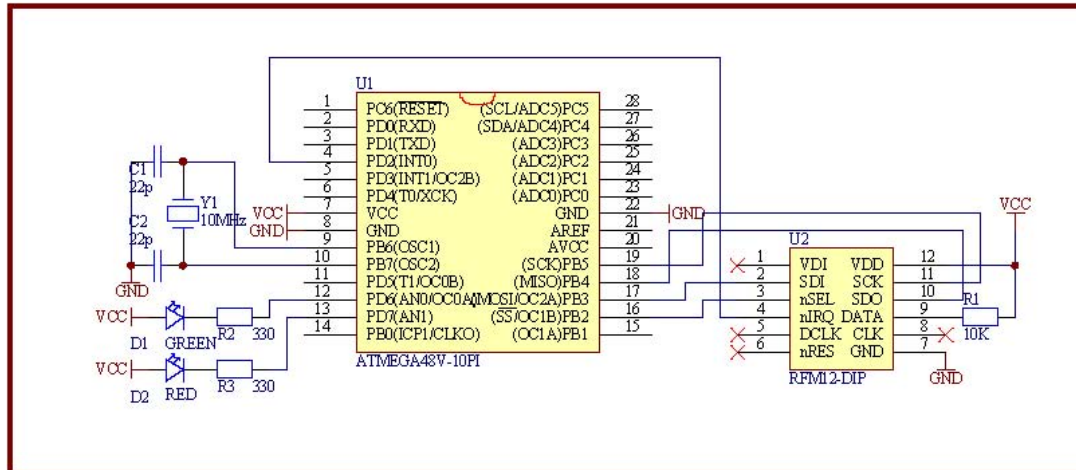 U1
1 PC6(RESET) (SCL/ADC5)PC5 28
2 PD0(RXD) (SDA/ADC4)PC4 27
3 PD1(TXD) (ADC3)PC3 26
4 PD2(INT0) (ADC2)PC2 25
5 PD3(INT1/OC2B) (ADC1)PC1 24
6 PD4(T0/XCK) (ADC0)PC0 23
VCC 7 VCC GND 22 GND
GND 8 GND AREF 21
9 PB6(OSC1) AVCC 20
10 PB7(OSC2) (SCK)PB5 19
11 PD5(T1/OC0B) (MISO)PB4 18
12 PD6(AN0/OC0A) (MOSI/OC2A)PB3 17
13 PD7(AN1) (SS/OC1B)PB2 16
14 PB0(ICP1/CLKO) (OC1A)PB1 15
ATMEGA48V-10PI
C1
22p
Y1
10MHz
C2
22p
GND
VCC
D1 GREEN R2 330
VCC
D2 RED R3 330
VCC
U2
1 VDI VDD 12
2 SDI SCK 11
3 nSEL SDO 10
4 nIRQ DATA 9
5 DCLK CLK 8
6 nRES GND 7
RFM12-DIP
R1
10K
GND